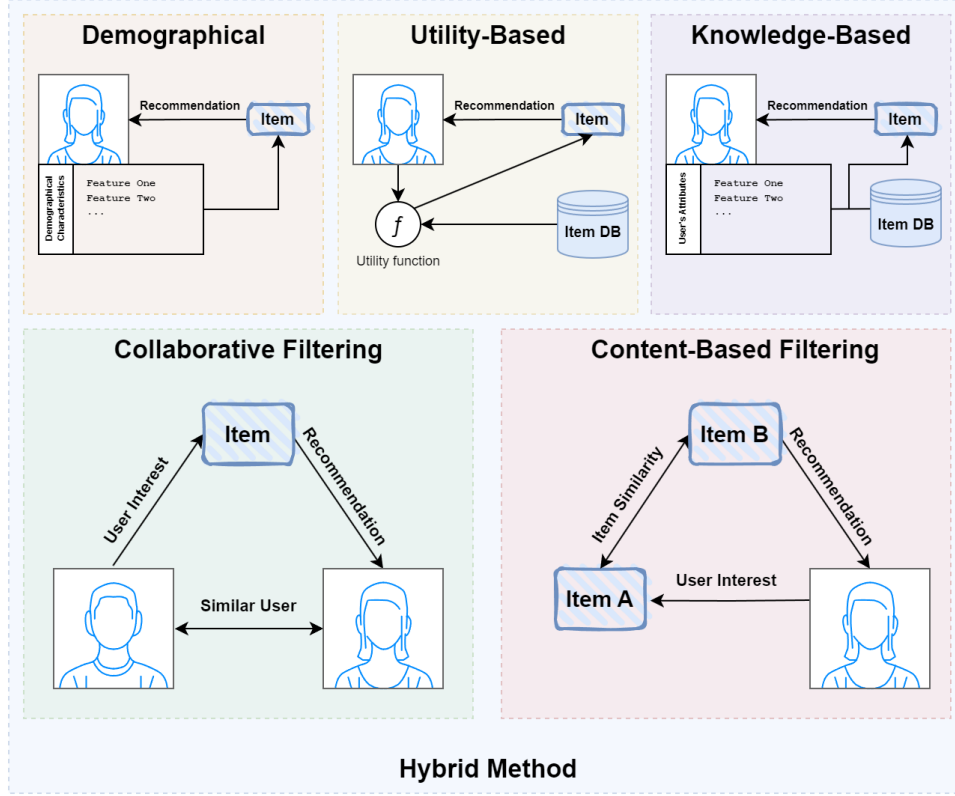 Demographical
Recommendation
Item
Demographical
Characteristics
Feature One
Feature Two
...
Utility-Based
Recommendation
Item
f
Utility function
Item DB
Knowledge-Based
Recommendation
Item
User's Attributes
Feature One
Feature Two
...
Item DB
Collaborative Filtering
Item
User Interest
Recommendation
Similar User
Content-Based Filtering
Item B
Item Similarity
Recommendation
Item A
User Interest
Hybrid Method